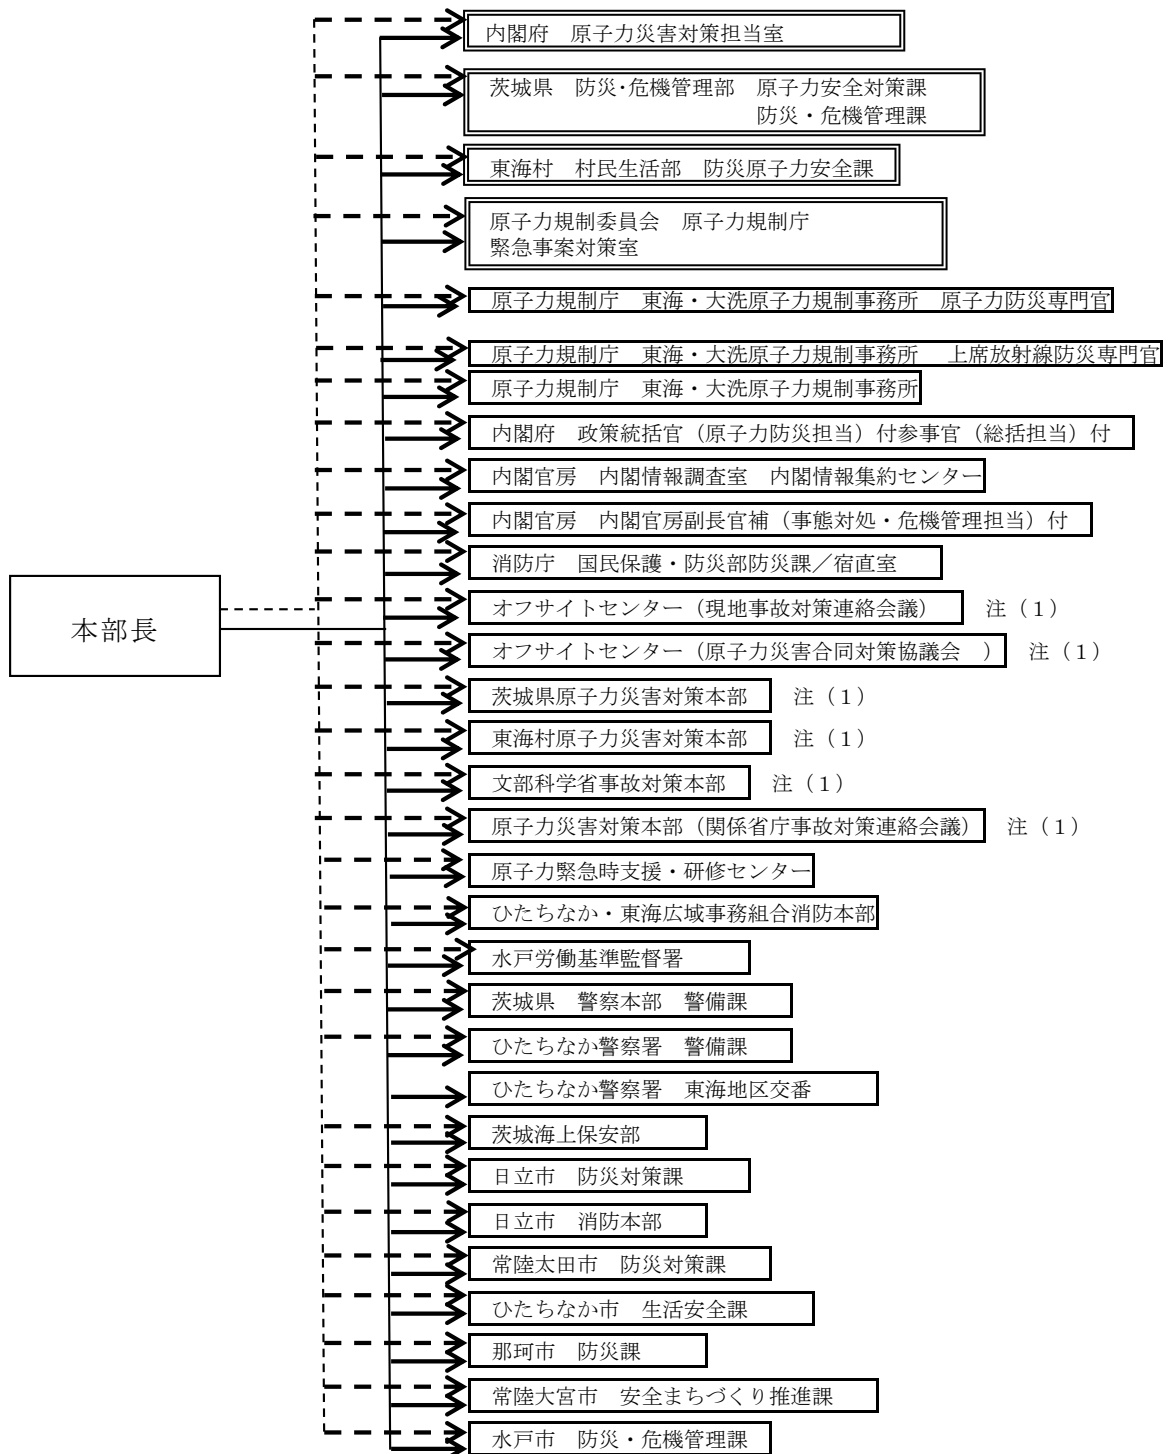 内閣府　原子力災害対策担当室
茨城県　防災・危機管理部　原子力安全対策課
防災・危機管理課
東海村　村民生活部　防災原子力安全課
原子力規制委員会　原子力規制庁
緊急事案対策室
原子力規制庁　東海・大洗原子力規制事務所　原子力防災専門官
原子力規制庁　東海・大洗原子力規制事務所　上席放射線防災専門官
原子力規制庁　東海・大洗原子力規制事務所
内閣府　政策統括官（原子力防災担当）付参事官（総括担当）付
内閣官房　内閣情報調査室　内閣情報集約センター
内閣官房　内閣官房副長官補（事態対処・危機管理担当）付
消防庁　国民保護・防災部防災課／宿直室
オフサイトセンター（現地事故対策連絡会議）　注（１）
本部長
オフサイトセンター（原子力災害合同対策協議会　）　注（１）
茨城県原子力災害対策本部　注（１）
東海村原子力災害対策本部　注（１）
文部科学省事故対策本部　注（１）
原子力災害対策本部（関係省庁事故対策連絡会議）　注（１）
原子力緊急時支援・研修センター
ひたちなか・東海広域事務組合消防本部
水戸労働基準監督署
茨城県　警察本部　警備課
ひたちなか警察署　警備課
ひたちなか警察署　東海地区交番
茨城海上保安部
日立市　防災対策課
日立市　消防本部
常陸太田市　防災対策課
ひたちなか市　生活安全課
那珂市　防災課
常陸大宮市　安全まちづくり推進課
水戸市　防災・危機管理課